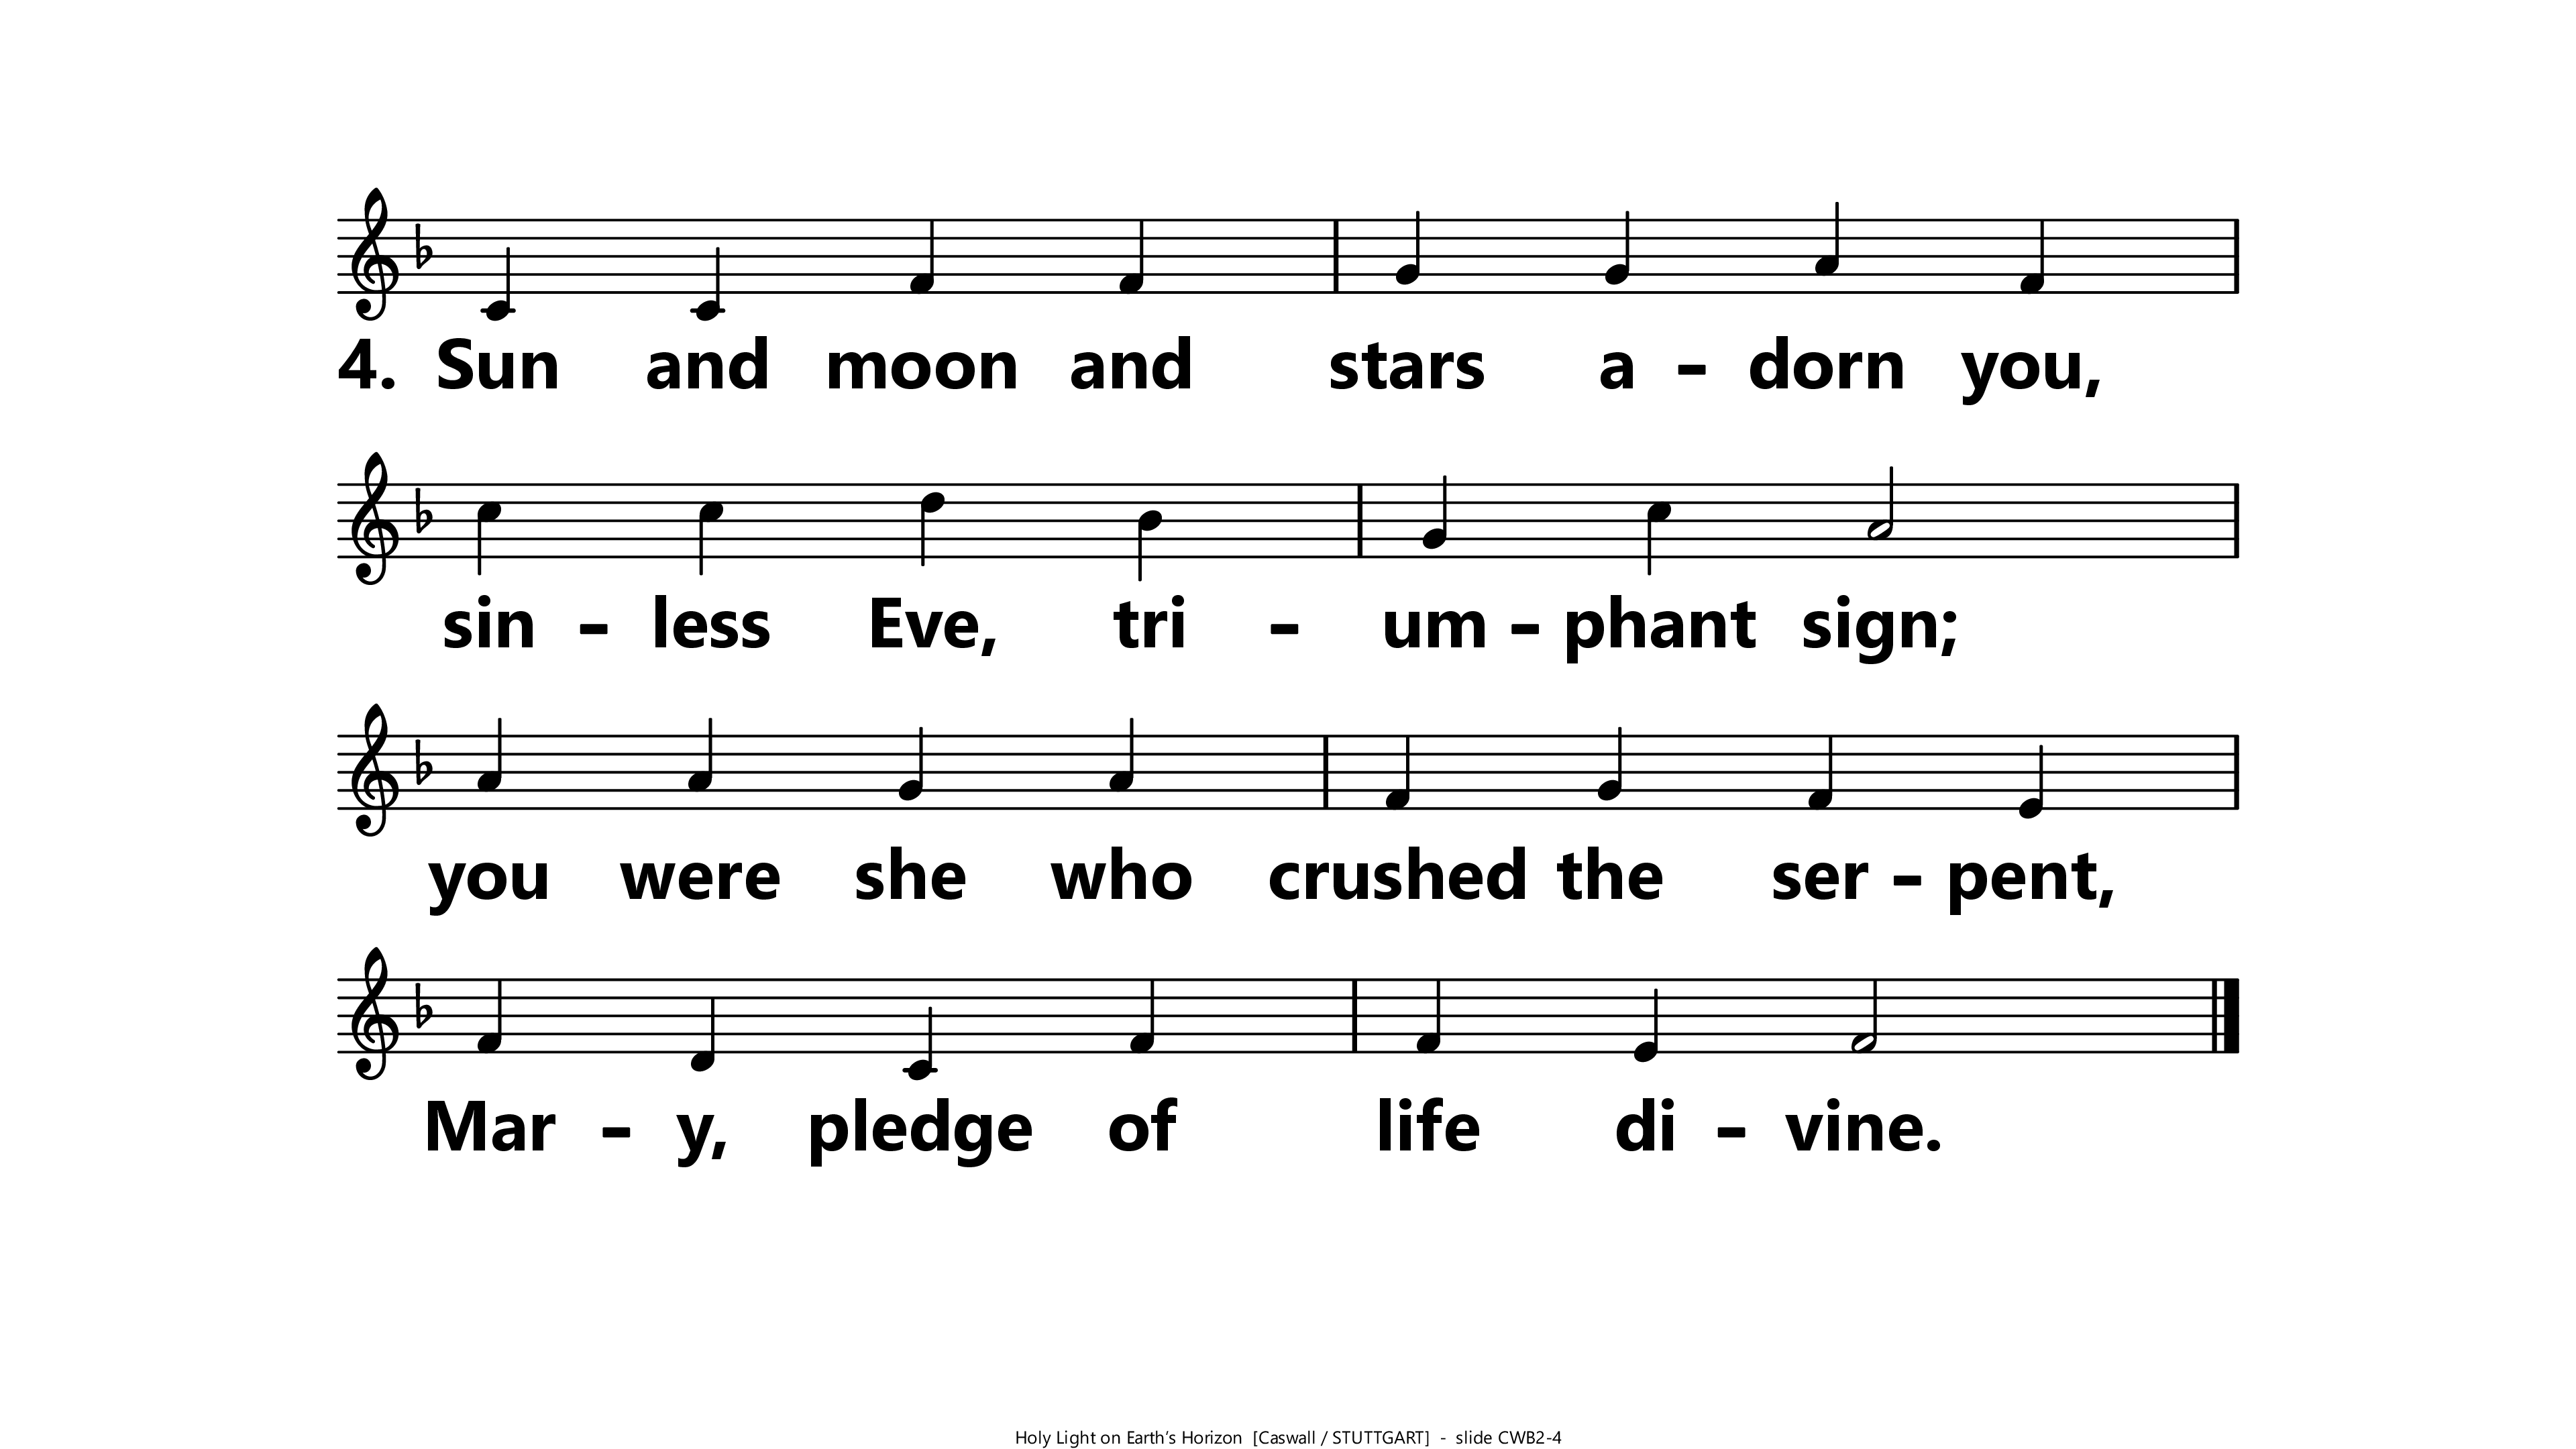 4. Sun and moon and stars a - dorn you,
sin - less Eve, tri - um - phant sign;
you were she who crushed the ser - pent,
Mar - y, pledge of life di - vine.
Holy Light on Earth’s Horizon [Caswall / STUTTGART] - slide CWB2-4